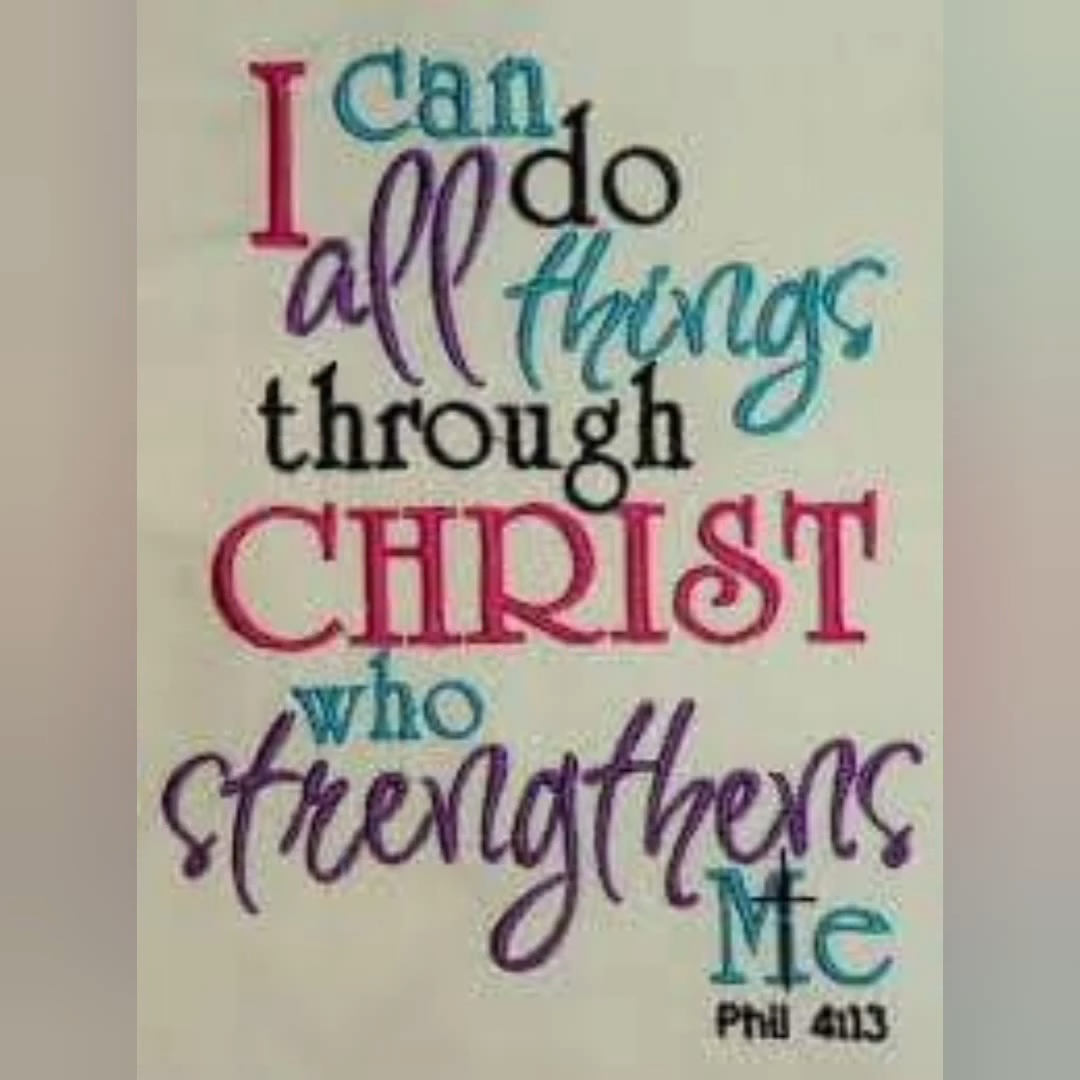 I can do
all things
through
CHRIST
who
strengthens
Me
Phil 4:13